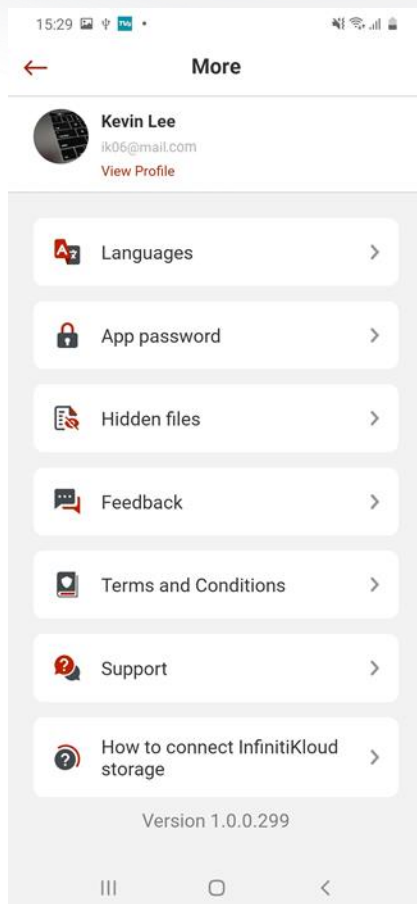 15:29
More
Kevin Lee
ik06@mail.com
View Profile
Languages
App password
Hidden files
Feedback
Terms and Conditions
Support
How to connect InfinitiKloud
storage
Version 1.0.0.299